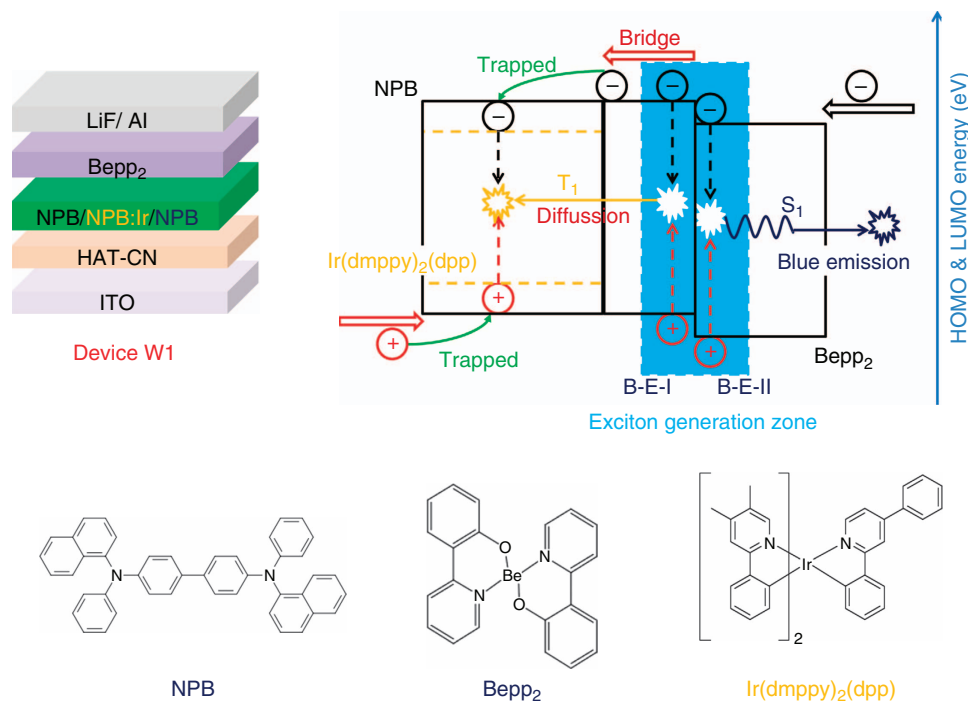 LiF/ Al
Bepp2
NPB/NPB:Ir/NPB
HAT-CN
ITO
Device W1
Bridge
Trapped
NPB
T1
Diffussion
S1
Ir(dmppy)2(dpp)
Blue emission
Trapped
Bepp2
B-E-I
B-E-II
Exciton generation zone
HOMO & LUMO energy (eV)
N
N
NPB
O
N
Be
N
O
Bepp2
N
N
Ir
2
Ir(dmppy)2(dpp)